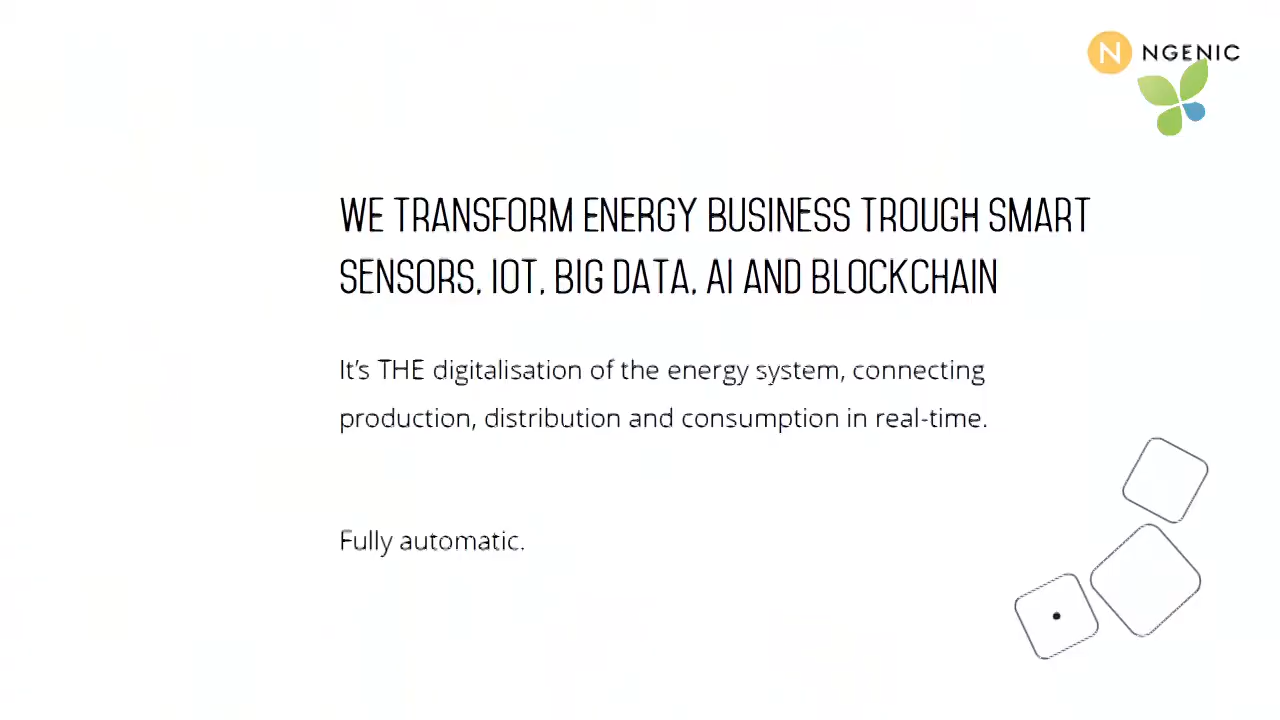 N NGENIC
WE TRANSFORM ENERGY BUSINESS TROUGH SMART
SENSORS, IOT, BIG DATA, AI AND BLOCKCHAIN
It's THE digitalisation of the energy system, connecting
production, distribution and consumption in real-time.
Fully automatic.